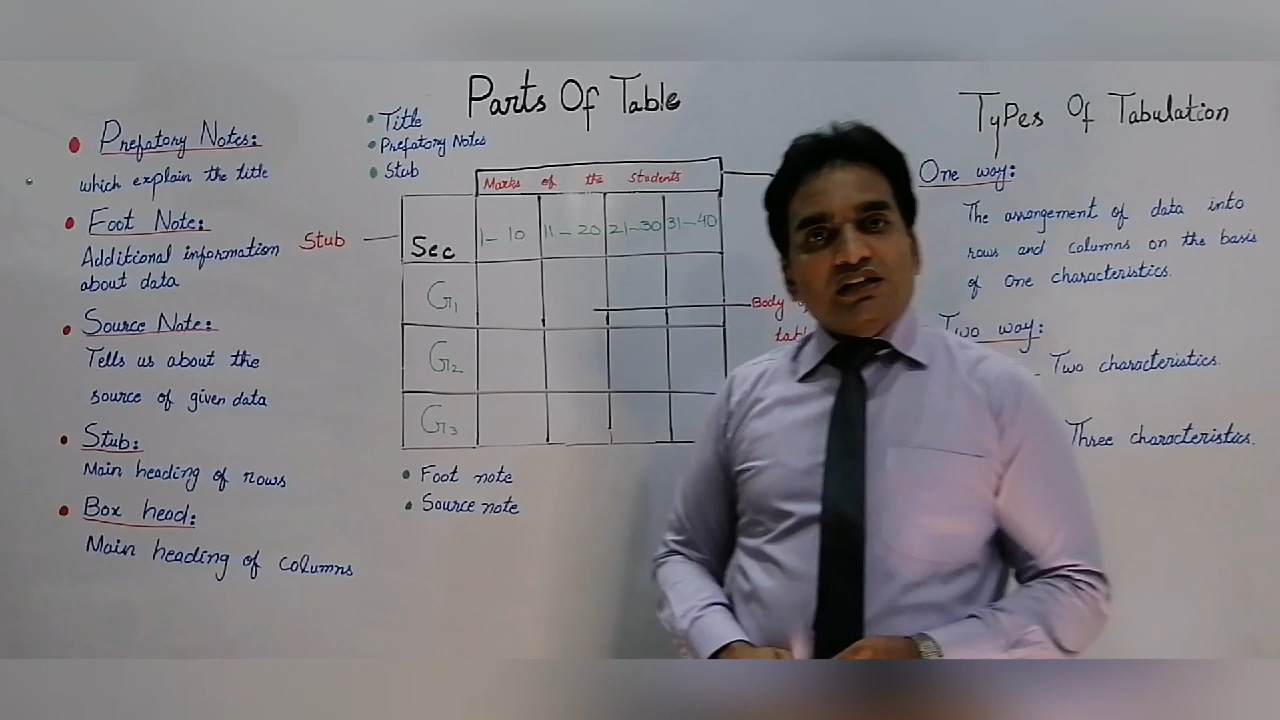 Parts Of Table
Types Of Tabulation
• Prefatory Notes:
which explain the title
• Foot Note:
Additional information
about data
• Source Note:
Tells us about the
source of given data
• Stub:
Main heading of rows
• Box head:
Main heading of columns
• Title
• Prefatory Notes
• Stub
Marks of the Students
Stub
Sec 1-10 11-20 21-30 31-40
G1
G2
G3
Body
• Foot note
• Source note
One way:
The arrangement of data into
rows and columns on the basis
of One characteristics.
Two way:
Two characteristics.
Three characteristics.